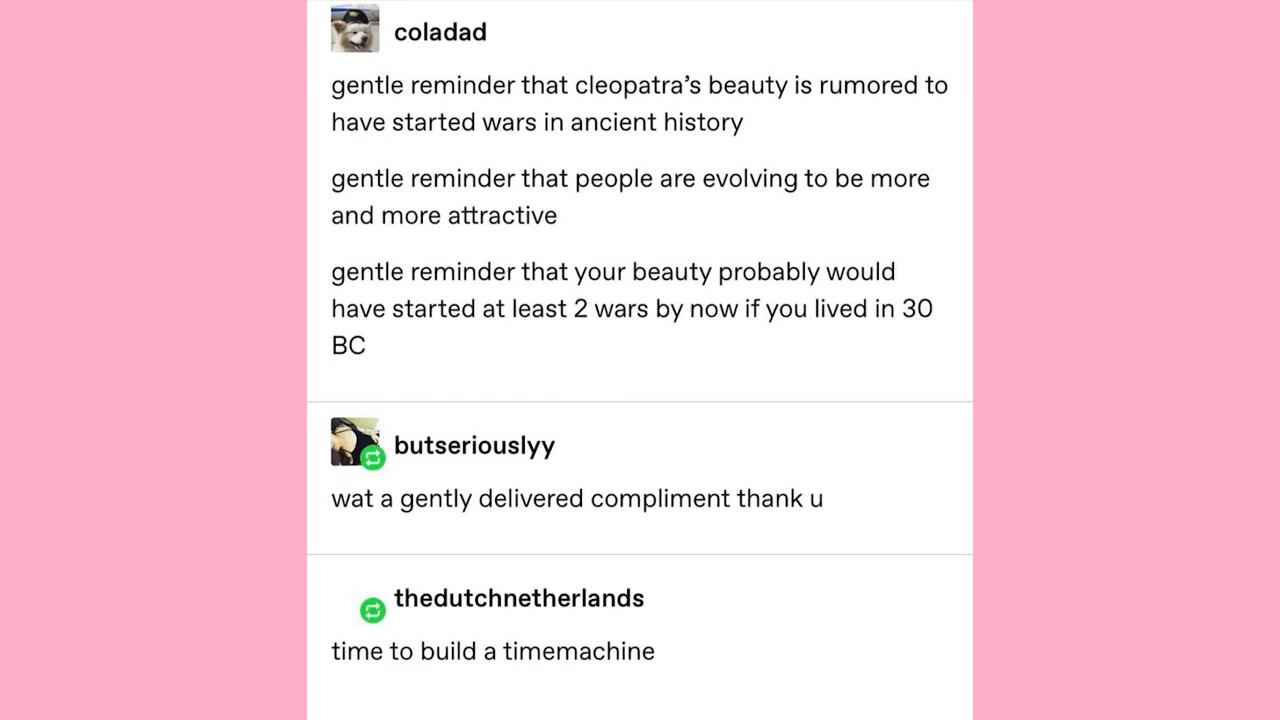 coladad
gentle reminder that cleopatra’s beauty is rumored to
have started wars in ancient history
gentle reminder that people are evolving to be more
and more attractive
gentle reminder that your beauty probably would
have started at least 2 wars by now if you lived in 30
BC
butseriouslyy
wat a gently delivered compliment thank u
thedutchnetherlands
time to build a timemachine